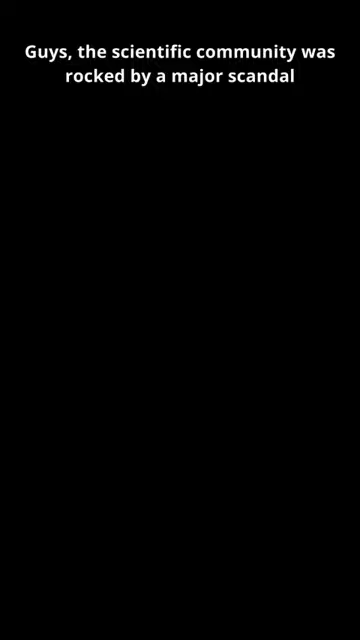 Guys, the scientific community was
rocked by a major scandal